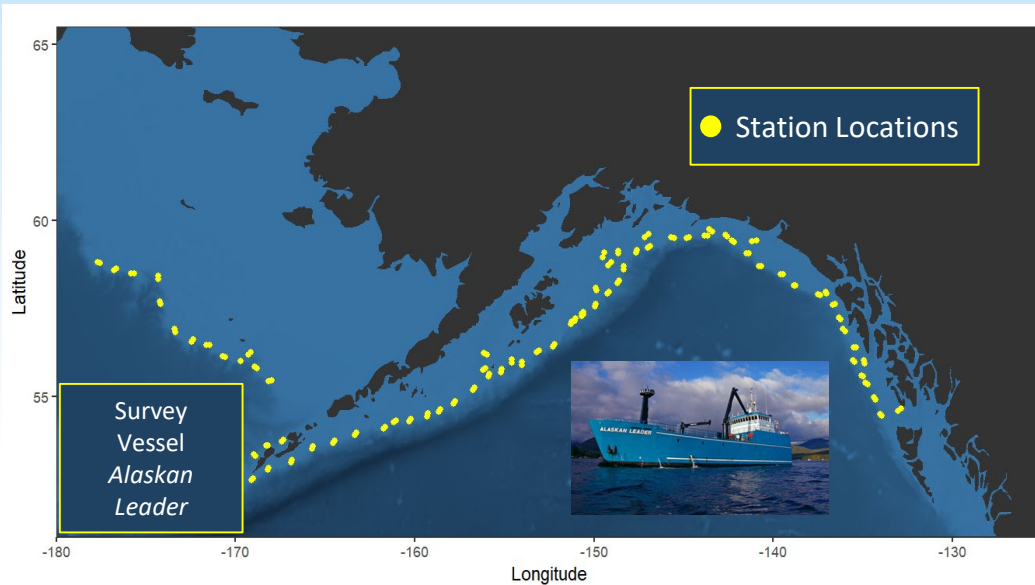 65
60
55
Latitude
Station Locations
Survey
Vessel
Alaskan
Leader
ALASKAN LEADER
-180
-170
-160
-150
-140
-130
Longitude